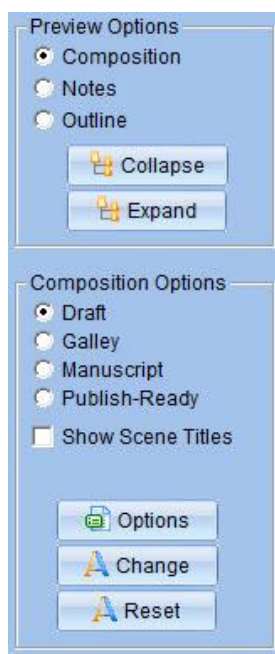 Preview Options
Composition
Notes
Outline
Collapse
Expand
Composition Options
Draft
Galley
Manuscript
Publish-Ready
Show Scene Titles
Options
Change
Reset